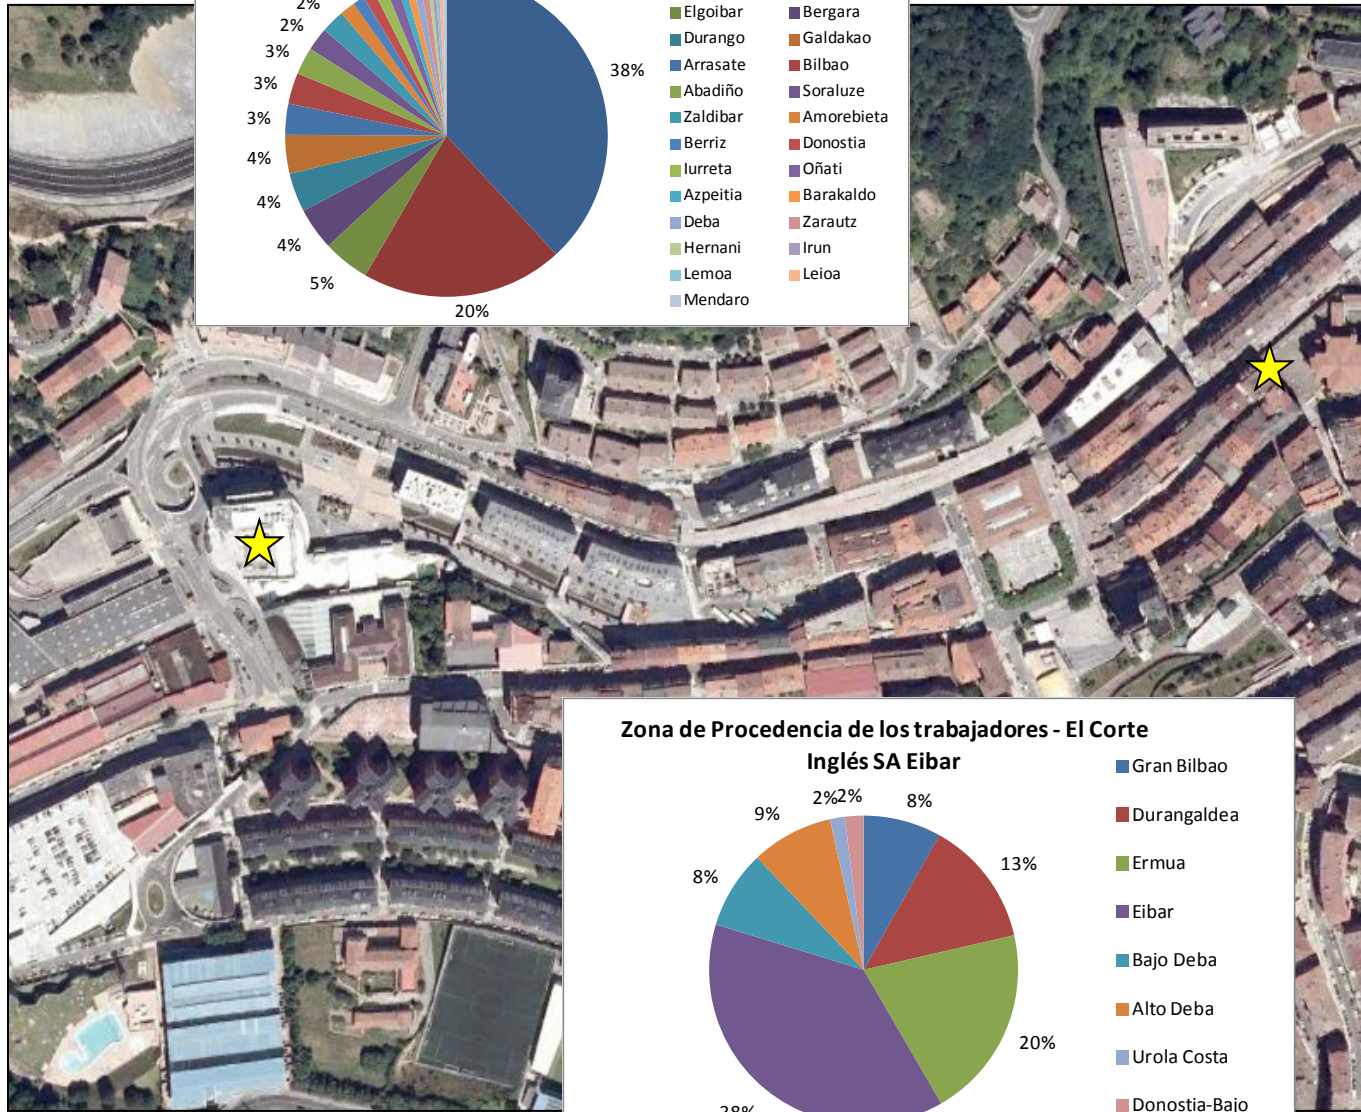 2%
2%
3%
3%
3%
4%
4%
4%
5%
20%
38%
Elgoibar Bergara
Durango Galdakao
Arrasate Bilbao
Abadiño Soraluze
Zaldibar Amorebieta
Berriz Donostia
Iurreta Oñati
Azpeitia Barakaldo
Deba Zarautz
Hernani Irun
Lemoa Leioa
Mendaro
Zona de Procedencia de los trabajadores - El Corte
Inglés SA Eibar
2%
2%
8%
9%
13%
8%
20%
38%
Gran Bilbao
Durangaldea
Ermua
Eibar
Bajo Deba
Alto Deba
Urola Costa
Donostia-Bajo